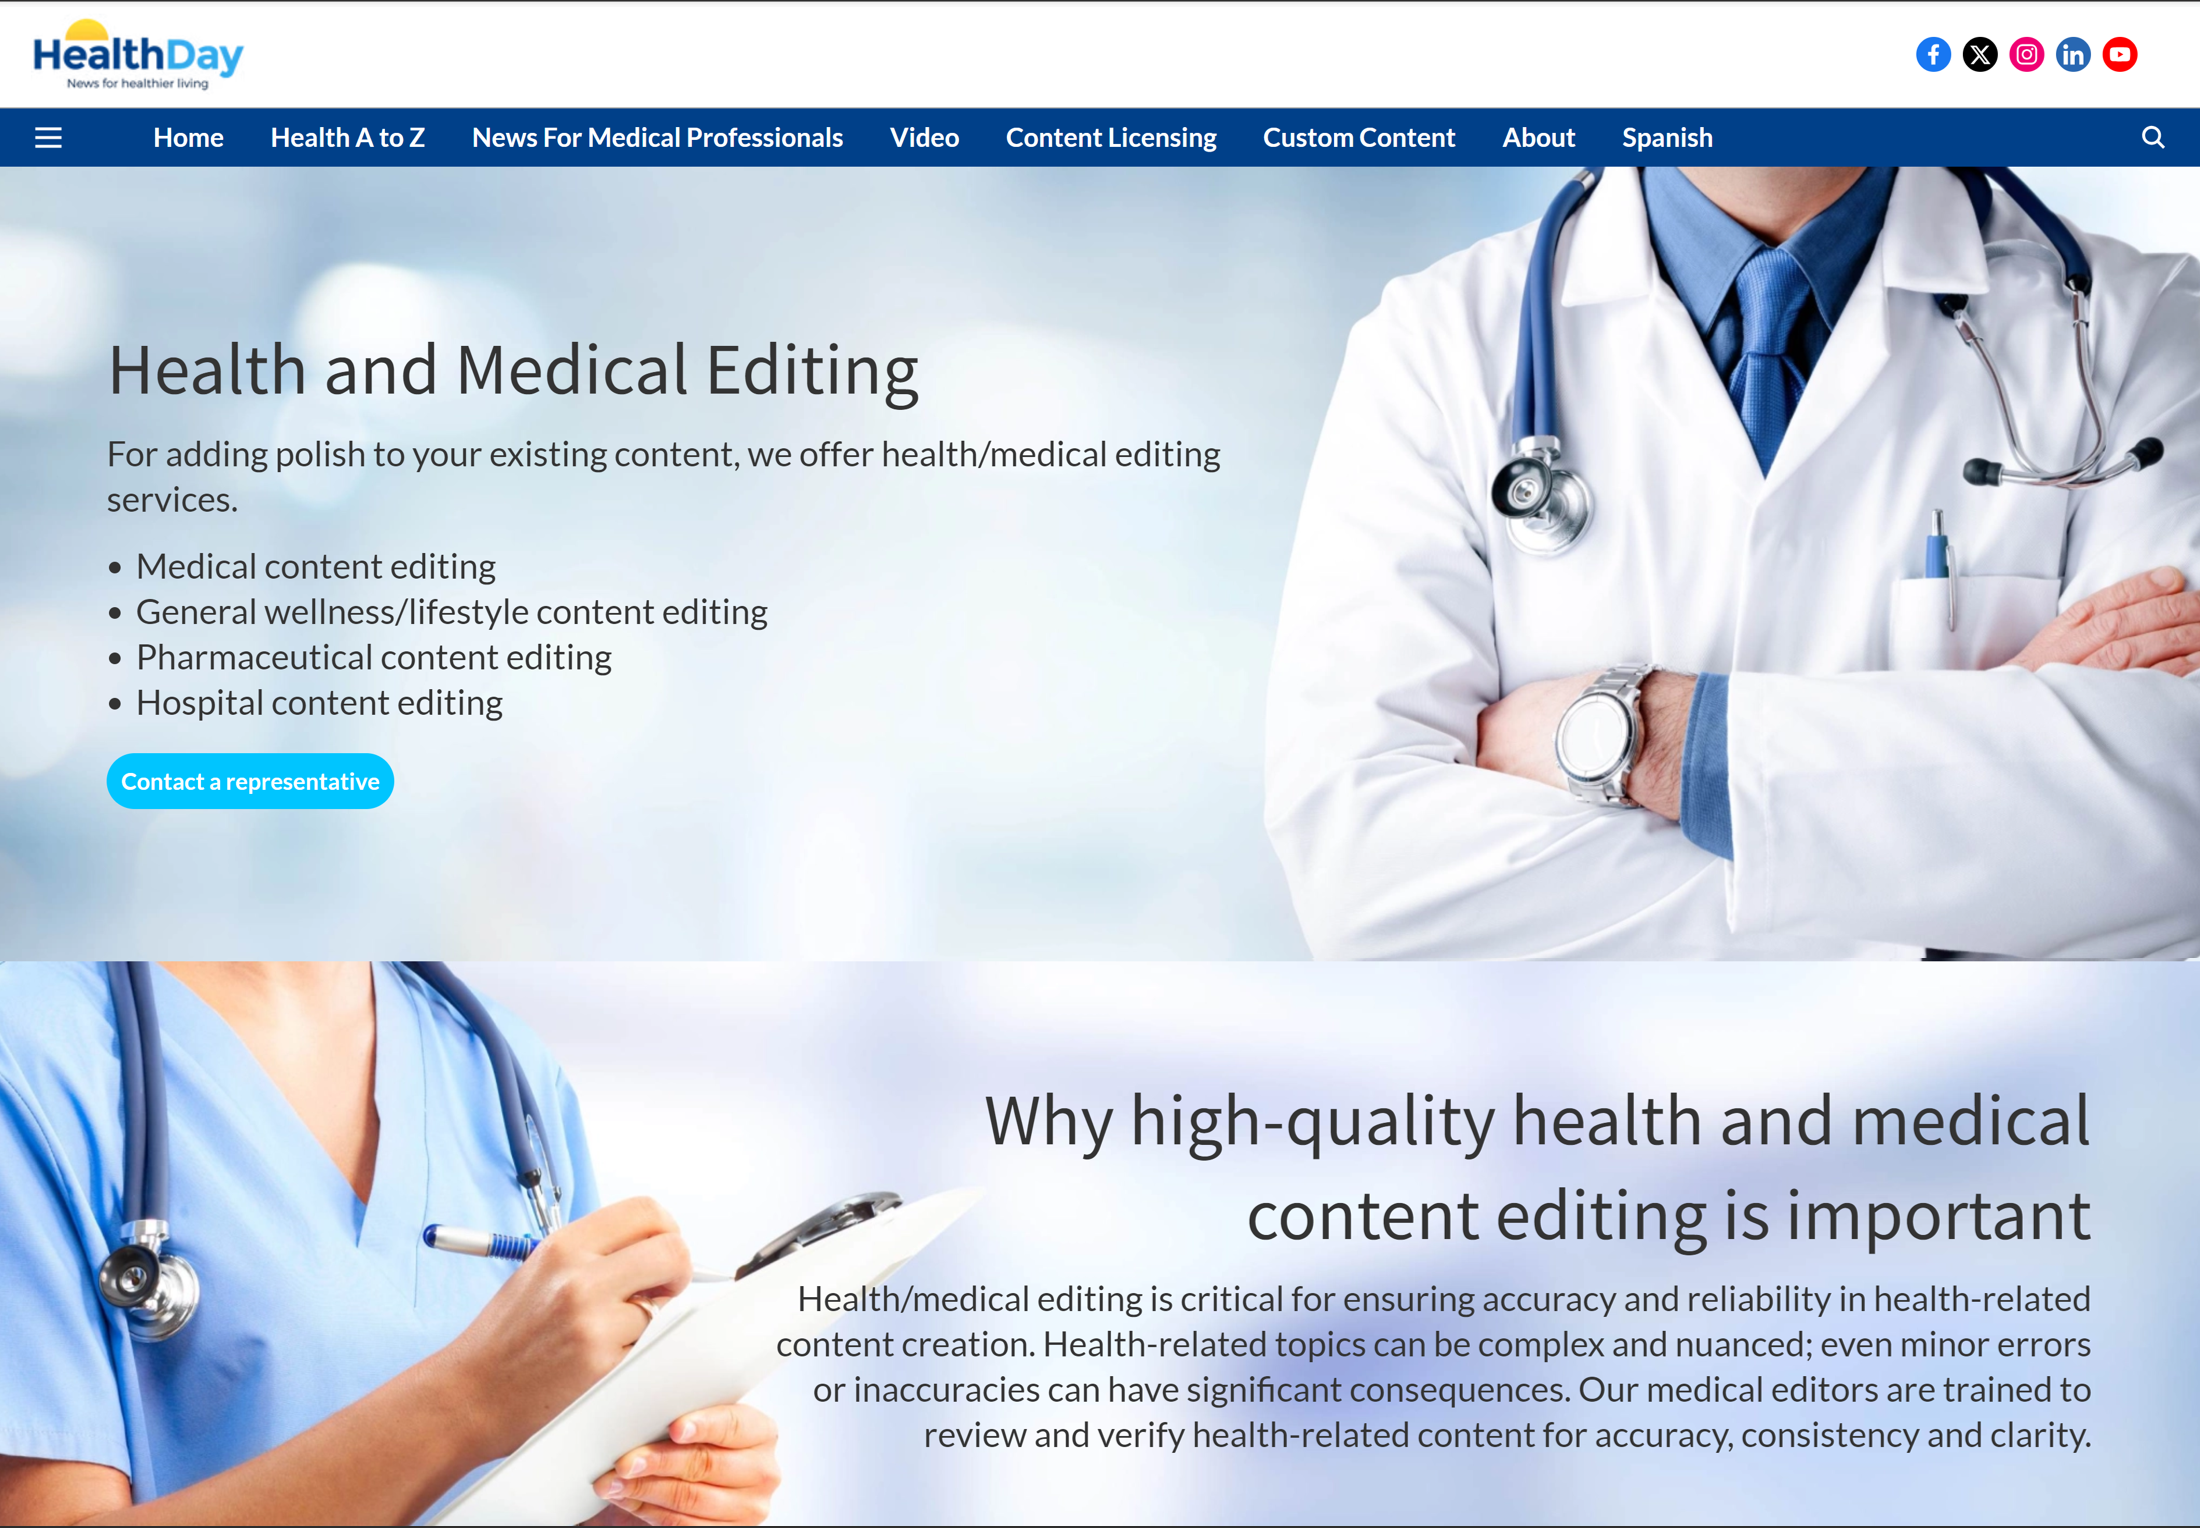 HealthDay
News for healthier living
Home Health A to Z News For Medical Professionals Video Content Licensing Custom Content About Spanish
Health and Medical Editing
For adding polish to your existing content, we offer health/medical editing
services.
• Medical content editing
• General wellness/lifestyle content editing
• Pharmaceutical content editing
• Hospital content editing
Contact a representative
Why high-quality health and medical
content editing is important
Health/medical editing is critical for ensuring accuracy and reliability in health-related
content creation. Health-related topics can be complex and nuanced; even minor errors
or inaccuracies can have significant consequences. Our medical editors are trained to
review and verify health-related content for accuracy, consistency and clarity.